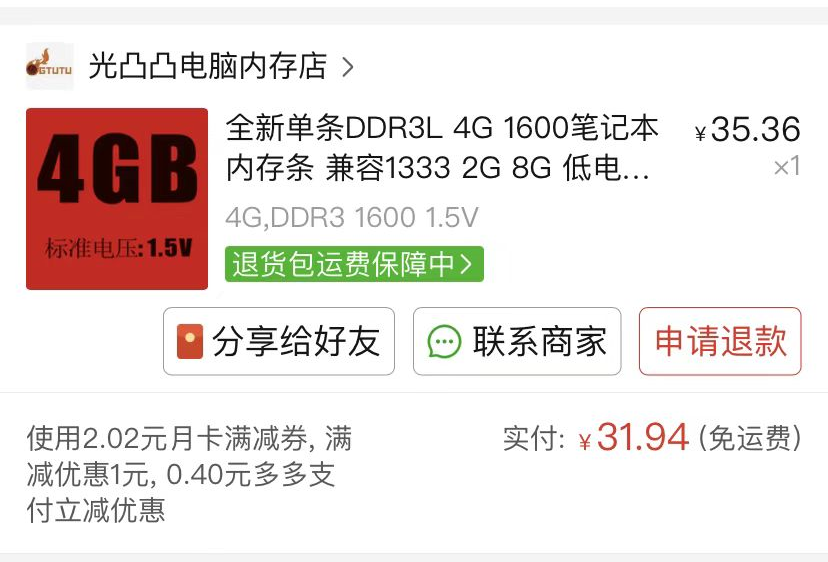 GTUTU
光凸凸电脑内存店
全新单条DDR3L 4G 1600笔记本
¥35.36
内存条 兼容1333 2G 8G 低电...
×1
4G,DDR3 1600 1.5V
退货包运费保障中
4GB
标准电压:1.5V
分享给好友
联系商家
申请退款
使用2.02元月卡满减券, 满
减优惠1元, 0.40元多多支
付立减优惠
实付: ¥31.94 (免运费)